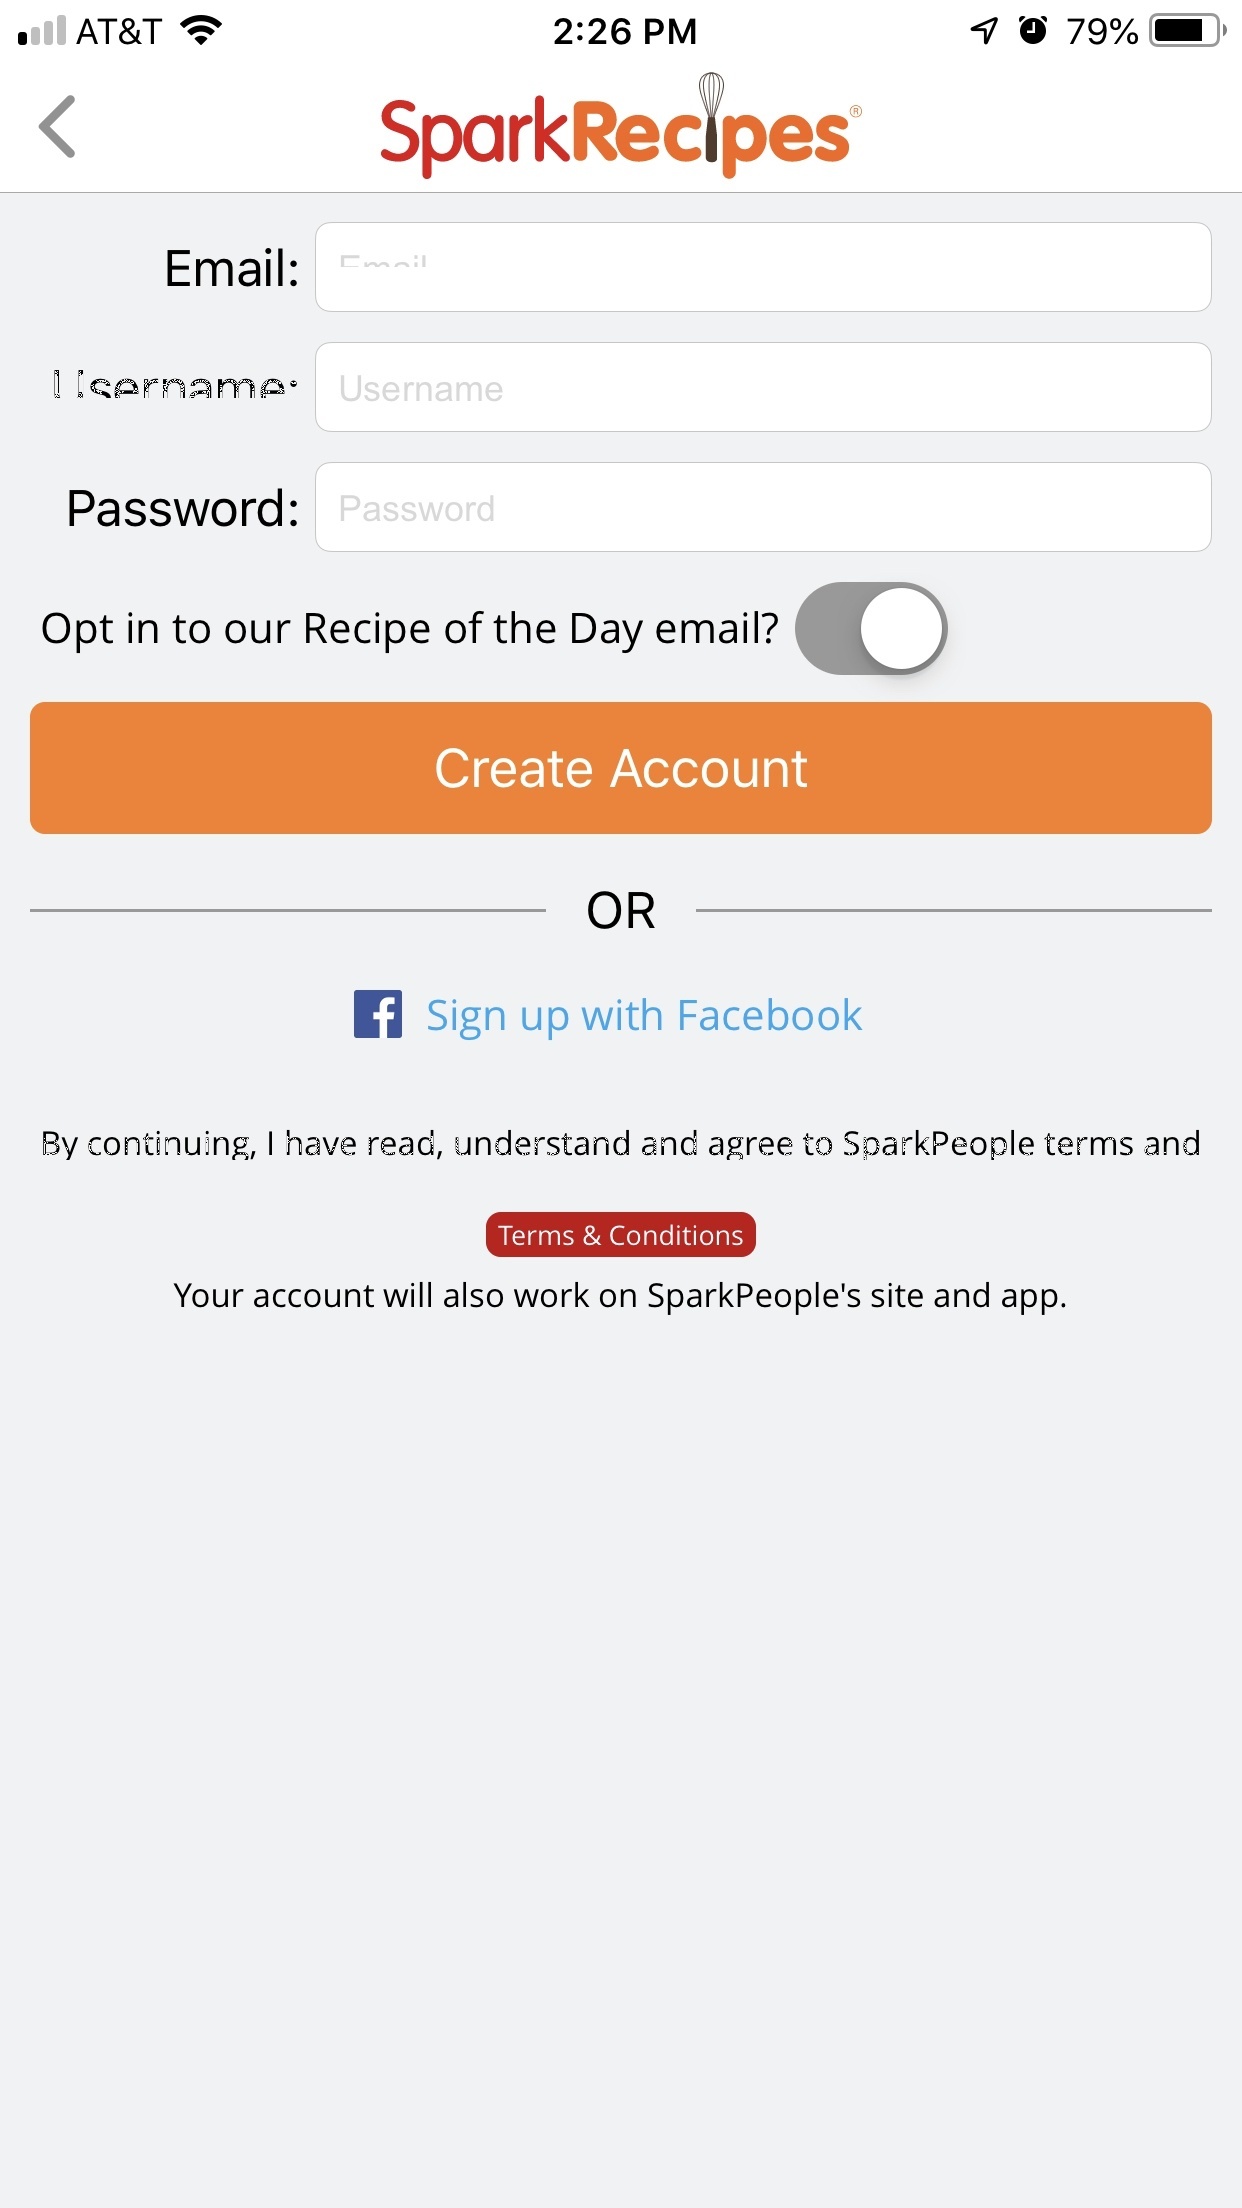 AT&T 2:26 PM 79%
SparkRecipes®
Email:
Username
Password: Password
Opt in to our Recipe of the Day email?
Create Account
OR
Sign up with Facebook
By continuing, I have read, understand and agree to SparkPeople terms and
Terms & Conditions
Your account will also work on SparkPeople's site and app.